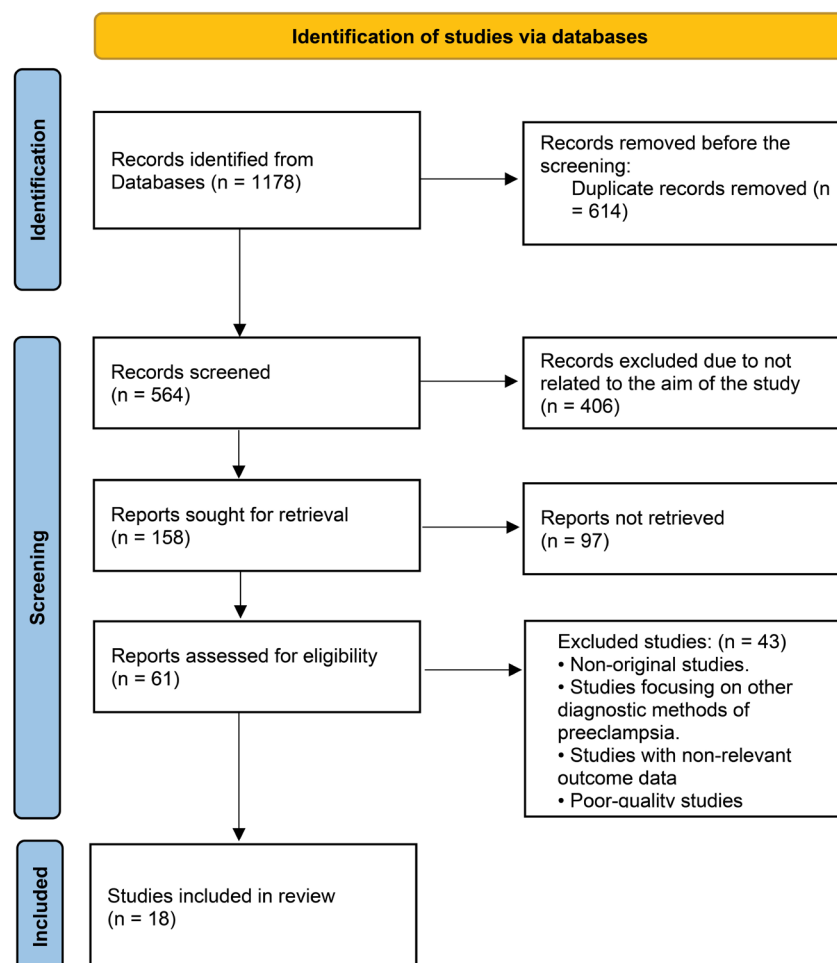 Identification of studies via databases
Identification
Records identified from
Databases (n = 1178)
Records removed before the
screening:
Duplicate records removed (n
= 614)
Screening
Records screened
(n = 564)
Records excluded due to not
related to the aim of the study
(n = 406)
Reports sought for retrieval
(n = 158)
Reports not retrieved
(n = 97)
Reports assessed for eligibility
(n = 61)
Excluded studies: (n = 43)
• Non-original studies.
• Studies focusing on other
diagnostic methods of
preeclampsia.
• Studies with non-relevant
outcome data
• Poor-quality studies
Included
Studies included in review
(n = 18)